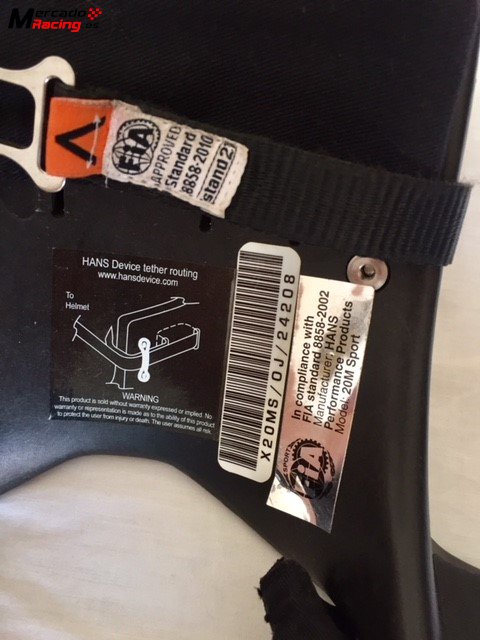 Mercado
Racing.es
FIA
APPROVED
Standard
8858-2010
HANS Device tether routing
www.hansdevice.com
To
Helmet
WARNING
This product is sold without warranty expressed or implied. No
warranty or representation is made as to the ability of this product
to protect the user from injury or death. The user assumes all risk.
X20MS/OJ/24208
In compliance with
FIA standard 8858-2002
Manufacturer: HANS
Performance Products
Model: 20M Sport
FIA